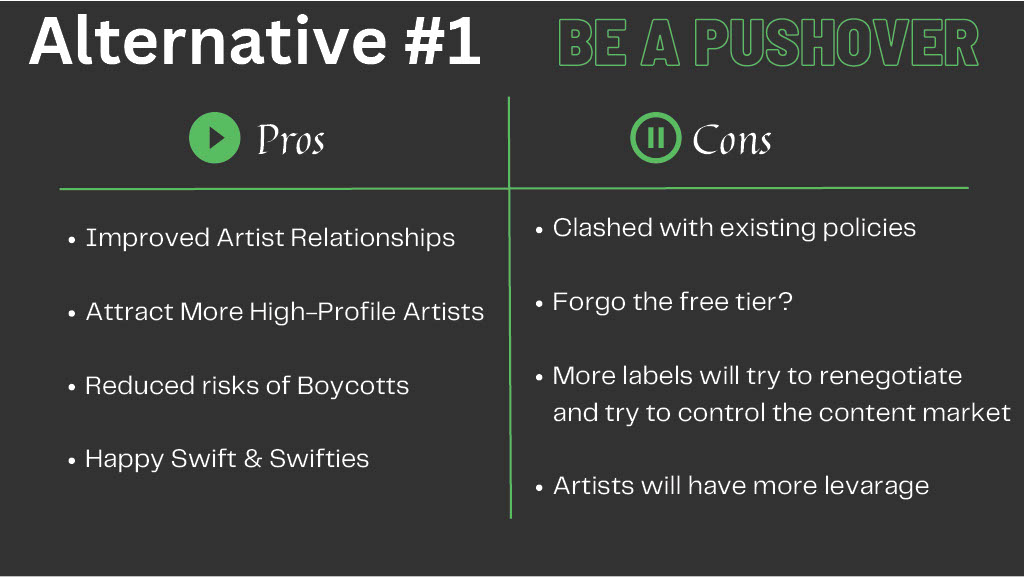 Alternative #1
BE A PUSHOVER
Pros
• Improved Artist Relationships
• Attract More High-Profile Artists
• Reduced risks of Boycotts
• Happy Swift & Swifties
Cons
• Clashed with existing policies
• Forgo the free tier?
• More labels will try to renegotiate
and try to control the content market
• Artists will have more levarage